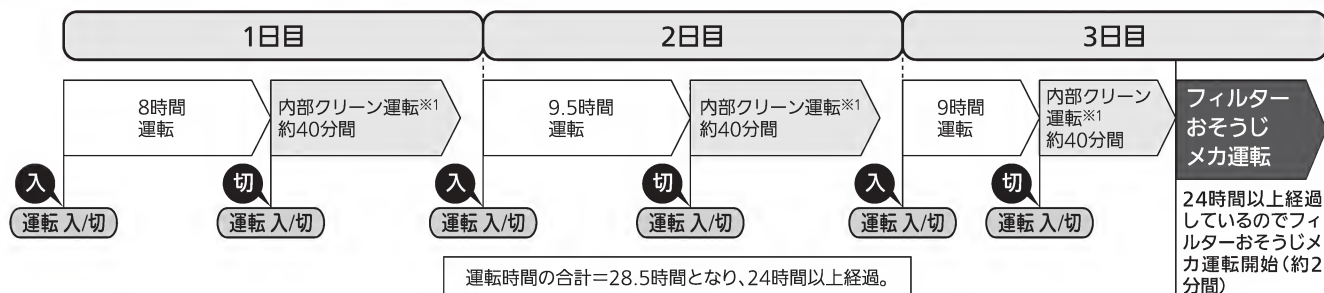 1日目
2日目
3日目
8時間
運転
内部クリーン運転※1
約40分間
9.5時間
運転
内部クリーン運転※1
約40分間
9時間
運転
内部クリーン
運転※1
約40分間
フィルター
おそうじ
メカ運転
入
切
入
切
入
切
運転 入/切
運転 入/切
運転 入/切
運転 入/切
運転 入/切
運転 入/切
24時間以上経過
しているのでフィ
ルターおそうじメ
カ運転開始(約2
分間)
運転時間の合計=28.5時間となり、24時間以上経過。